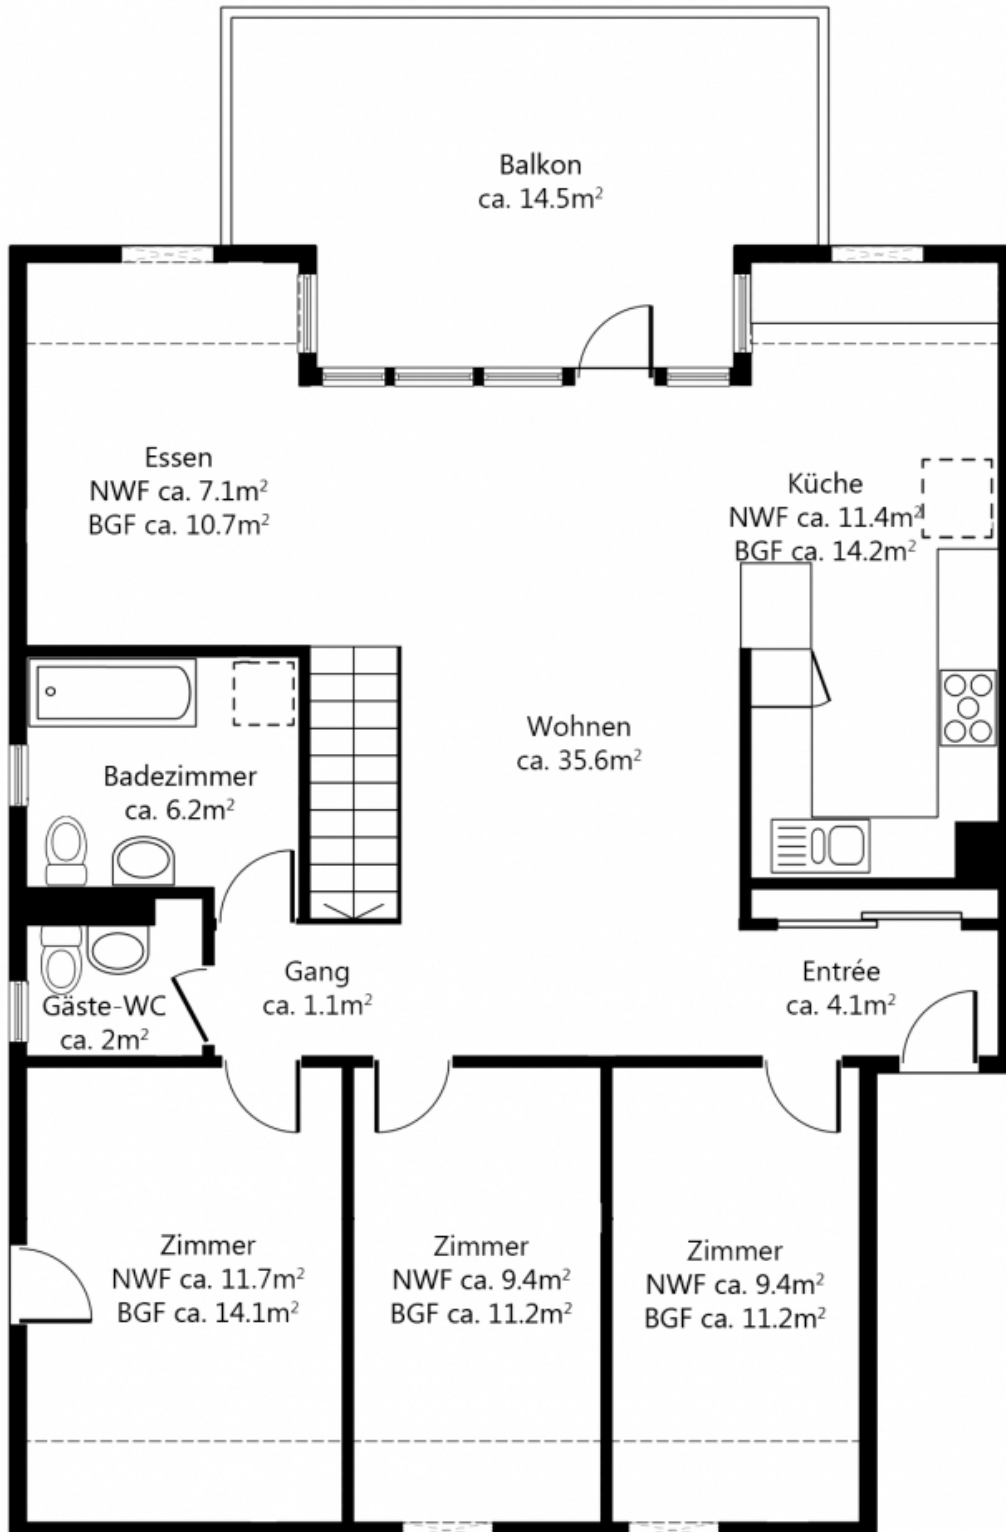 Balkon
ca. 14.5m²
Essen
NWF ca. 7.1m²
BGF ca. 10.7m²
Küche
NWF ca. 11.4m²
BGF ca. 14.2m²
Wohnen
ca. 35.6m²
Badezimmer
ca. 6.2m²
Gang
ca. 1.1m²
Entrée
ca. 4.1m²
Gäste-WC
ca. 2m²
Zimmer
NWF ca. 11.7m²
BGF ca. 14.1m²
Zimmer
NWF ca. 9.4m²
BGF ca. 11.2m²
Zimmer
NWF ca. 9.4m²
BGF ca. 11.2m²